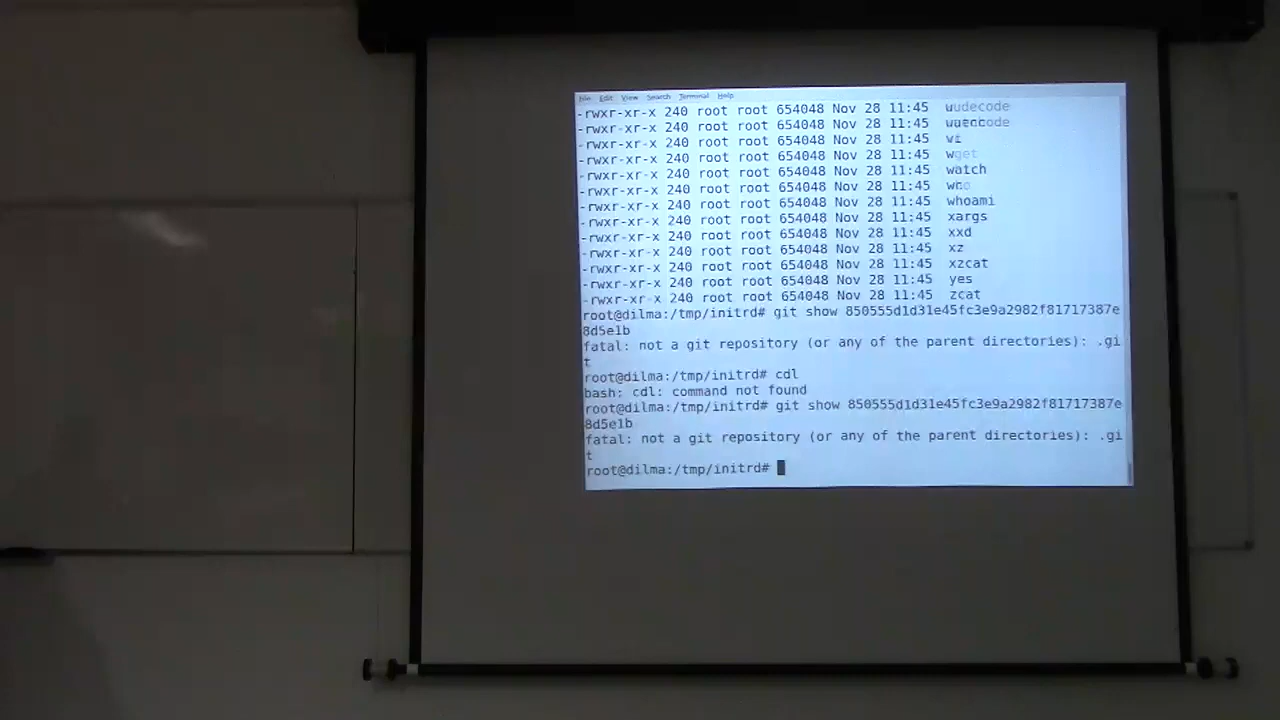 File Edit View Search Terminal Help
-rwxr-xr-x 240 root root 654048 Nov 28 11:45 uudecode
-rwxr-xr-x 240 root root 654048 Nov 28 11:45 uuencode
-rwxr-xr-x 240 root root 654048 Nov 28 11:45 vi
-rwxr-xr-x 240 root root 654048 Nov 28 11:45 wget
-rwxr-xr-x 240 root root 654048 Nov 28 11:45 watch
-rwxr-xr-x 240 root root 654048 Nov 28 11:45 who
-rwxr-xr-x 240 root root 654048 Nov 28 11:45 whoami
-rwxr-xr-x 240 root root 654048 Nov 28 11:45 xargs
-rwxr-xr-x 240 root root 654048 Nov 28 11:45 xxd
-rwxr-xr-x 240 root root 654048 Nov 28 11:45 xz
-rwxr-xr-x 240 root root 654048 Nov 28 11:45 xzcat
-rwxr-xr-x 240 root root 654048 Nov 28 11:45 yes
-rwxr-xr-x 240 root root 654048 Nov 28 11:45 zcat
root@dilma:/tmp/initrd# git show 850555d1d31e45fc3e9a2982f81717387e
8d5e1b
fatal: not a git repository (or any of the parent directories): .gi
t
root@dilma:/tmp/initrd# cdl
bash: cdl: command not found
root@dilma:/tmp/initrd# git show 850555d1d31e45fc3e9a2982f81717387e
8d5e1b
fatal: not a git repository (or any of the parent directories): .gi
t
root@dilma:/tmp/initrd#